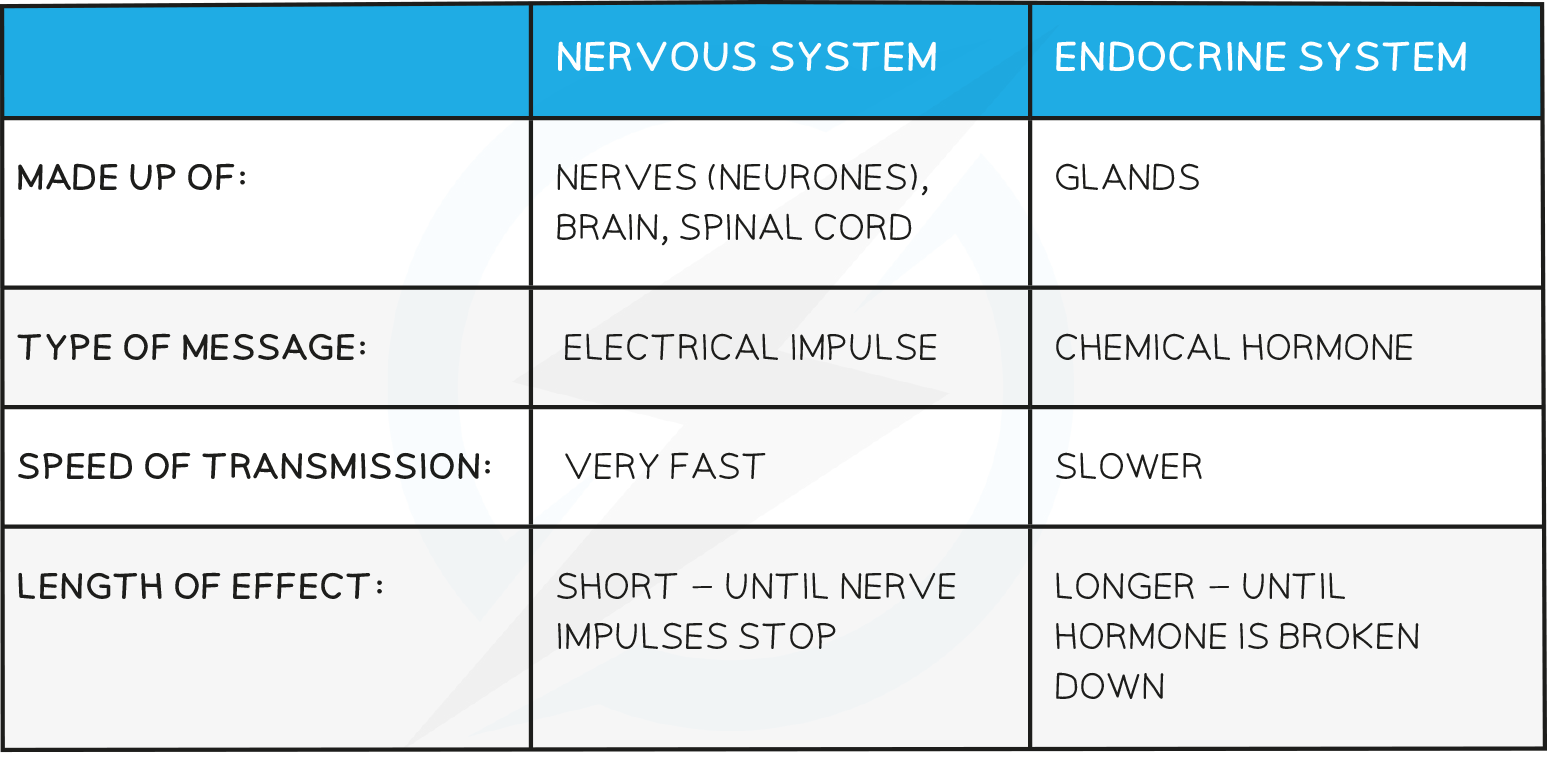 NERVOUS SYSTEM
ENDOCRINE SYSTEM
MADE UP OF:
NERVES (NEURONES),
BRAIN, SPINAL CORD
GLANDS
TYPE OF MESSAGE:
ELECTRICAL IMPULSE
CHEMICAL HORMONE
SPEED OF TRANSMISSION:
VERY FAST
SLOWER
LENGTH OF EFFECT:
SHORT – UNTIL NERVE
IMPULSES STOP
LONGER – UNTIL
HORMONE IS BROKEN
DOWN